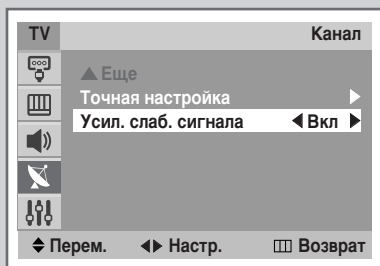 TV Канал
▲ Еще
Точная настройка ▶
Усил. слаб. сигнала ◀ Вкл ▶
Перем. Настр. Возврат